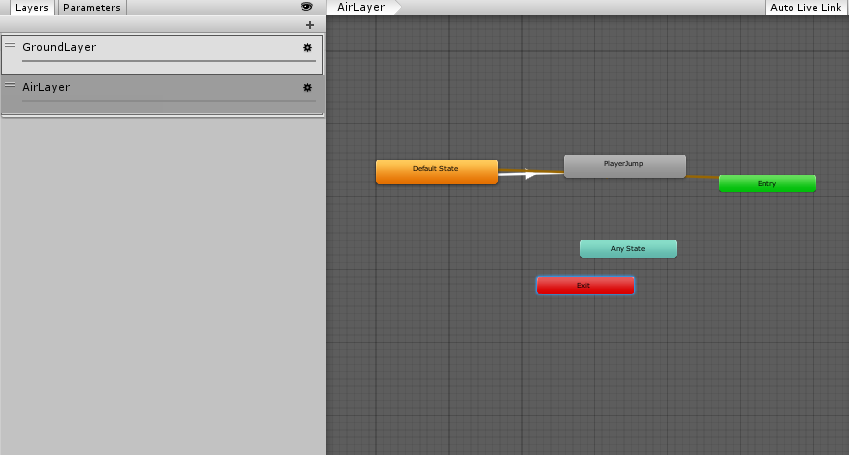 Layers Parameters
AirLayer
Auto Live Link
GroundLayer
AirLayer
Default State
PlayerJump
Entry
Any State
Exit